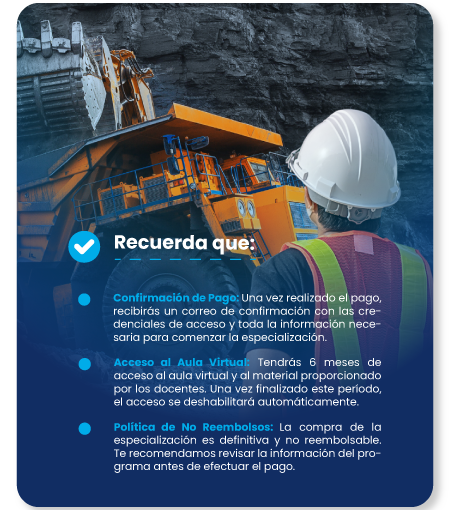 Recuerda que:
Confirmación de Pago: Una vez realizado el pago,
recibirás un correo de confirmación con las cre-
denciales de acceso y toda la información nece-
saria para comenzar la especialización.
Acceso al Aula Virtual: Tendrás 6 meses de
acceso al aula virtual y al material proporcionado
por los docentes. Una vez finalizado este período,
el acceso se deshabilitará automáticamente.
Política de No Reembolsos: La compra de la
especialización es definitiva y no reembolsable.
Te recomendamos revisar la información del pro-
grama antes de efectuar el pago.